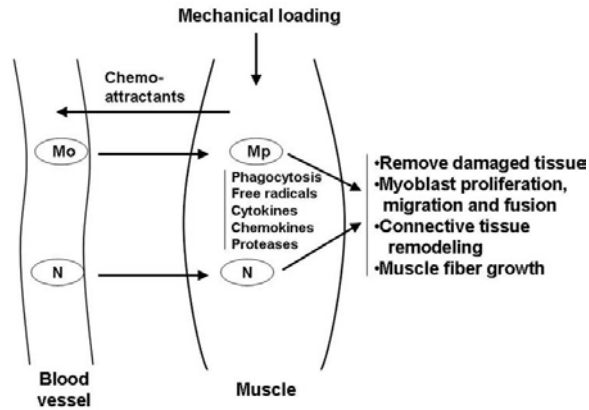 Mechanical loading
Chemo-
attractants
Mo
Mp
Phagocytosis
Free radicals
Cytokines
Chemokines
Proteases
N
N
•Remove damaged tissue
•Myoblast proliferation,
migration and fusion
•Connective tissue
remodeling
•Muscle fiber growth
Blood
vessel
Muscle